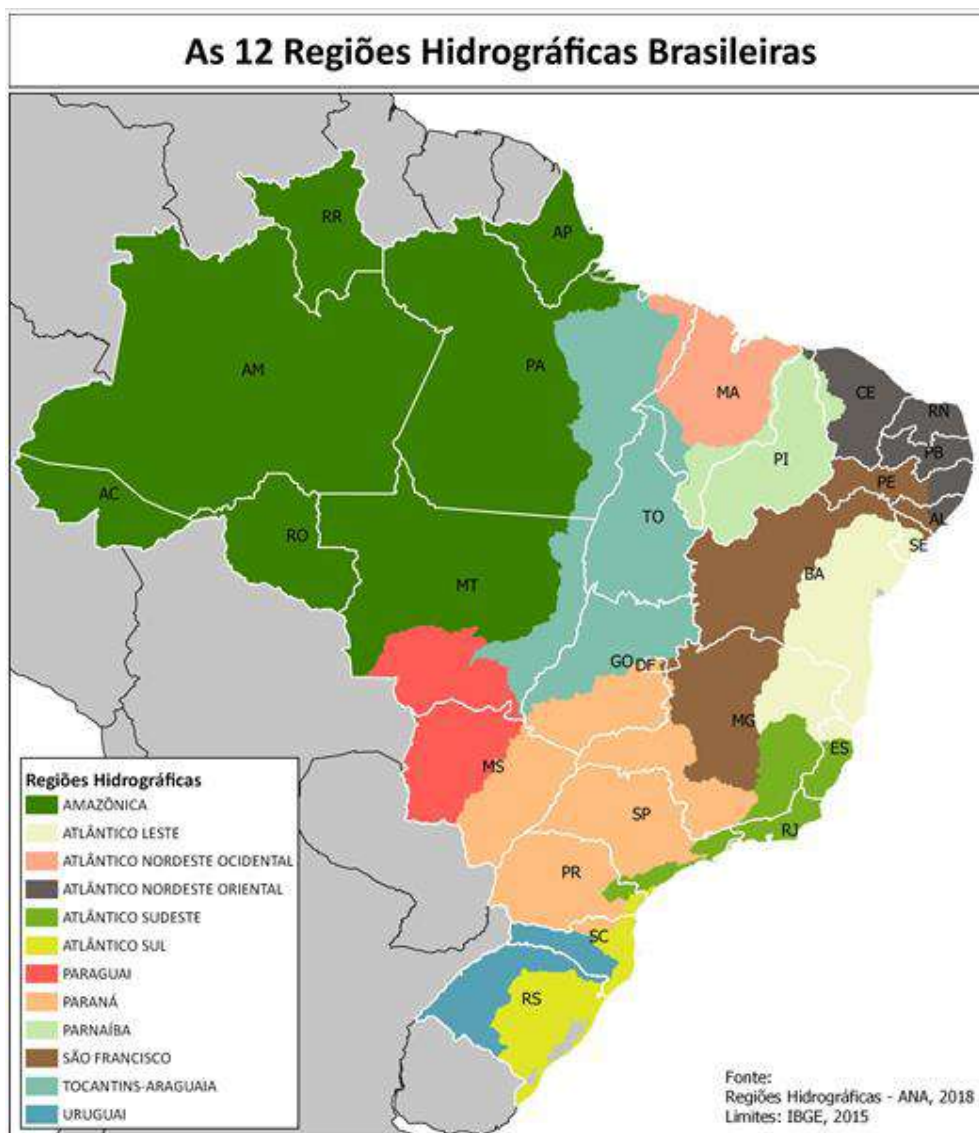 As 12 Regiões Hidrográficas Brasileiras
RR
AP
AM
PA
MA
CE
RN
PB
PI
PE
AC
AL
TO
SE
RO
BA
MT
GO
DF
MG
ES
MS
SP
RJ
PR
SC
RS
Regiões Hidrográficas
AMAZÔNICA
ATLÂNTICO LESTE
ATLÂNTICO NORDESTE OCIDENTAL
ATLÂNTICO NORDESTE ORIENTAL
ATLÂNTICO SUDESTE
ATLÂNTICO SUL
PARAGUAI
PARANÁ
PARNAÍBA
SÃO FRANCISCO
TOCANTINS-ARAGUAIA
URUGUAI
Fonte:
Regiões Hidrográficas - ANA, 2018
Limites: IBGE, 2015